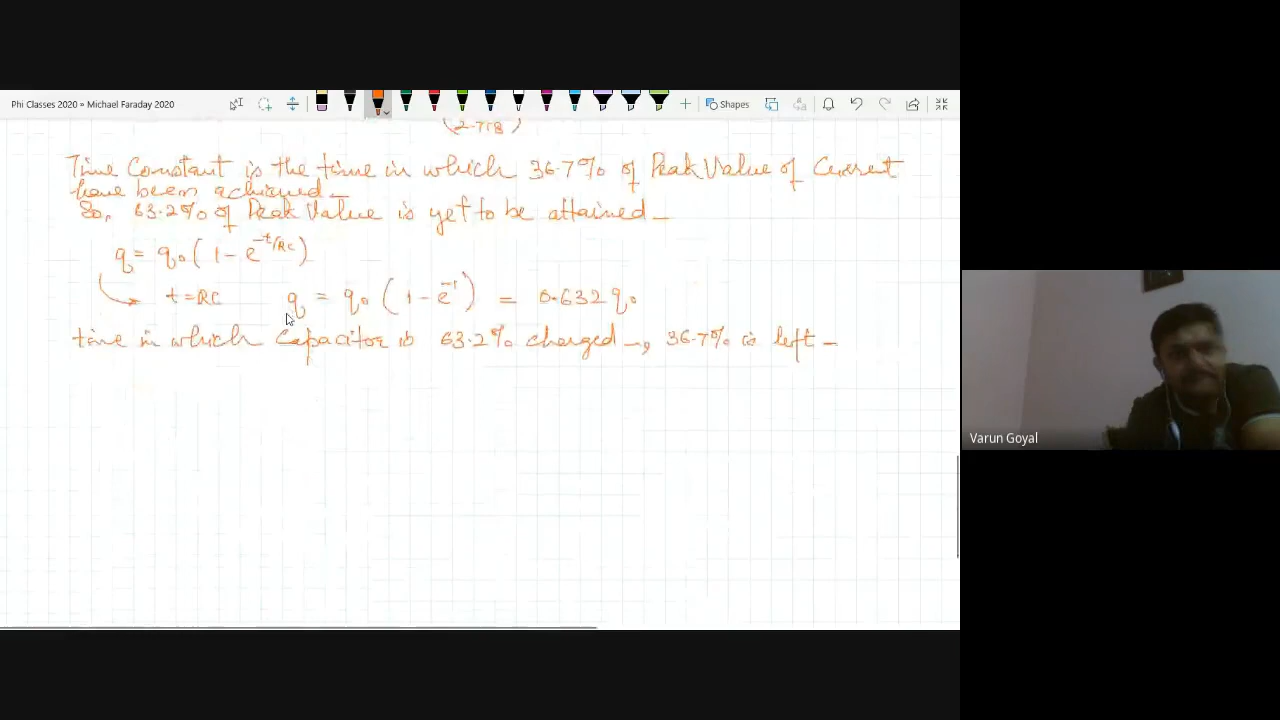 Phi Classes 2020 » Michael Faraday 2020
Shapes
(2.718)
Time Constant is the time in which 36.7% of Peak Value of Current
have been achieved -
So, 63.2% of Peak Value is yet to be attained -
q = q₀ ( 1 - e^(-t/RC) )
t = RC q = q₀ ( 1 - e⁻¹ ) = 0.632 q₀
time in which Capacitor is 63.2% charged -, 36.7% is left -
Varun Goyal